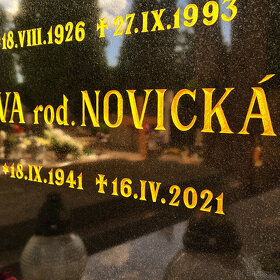 *18.VIII.1926 ✝27.IX.1993
VA rod. NOVICKÁ
*18.IX.1941 ✝16.IV.2021